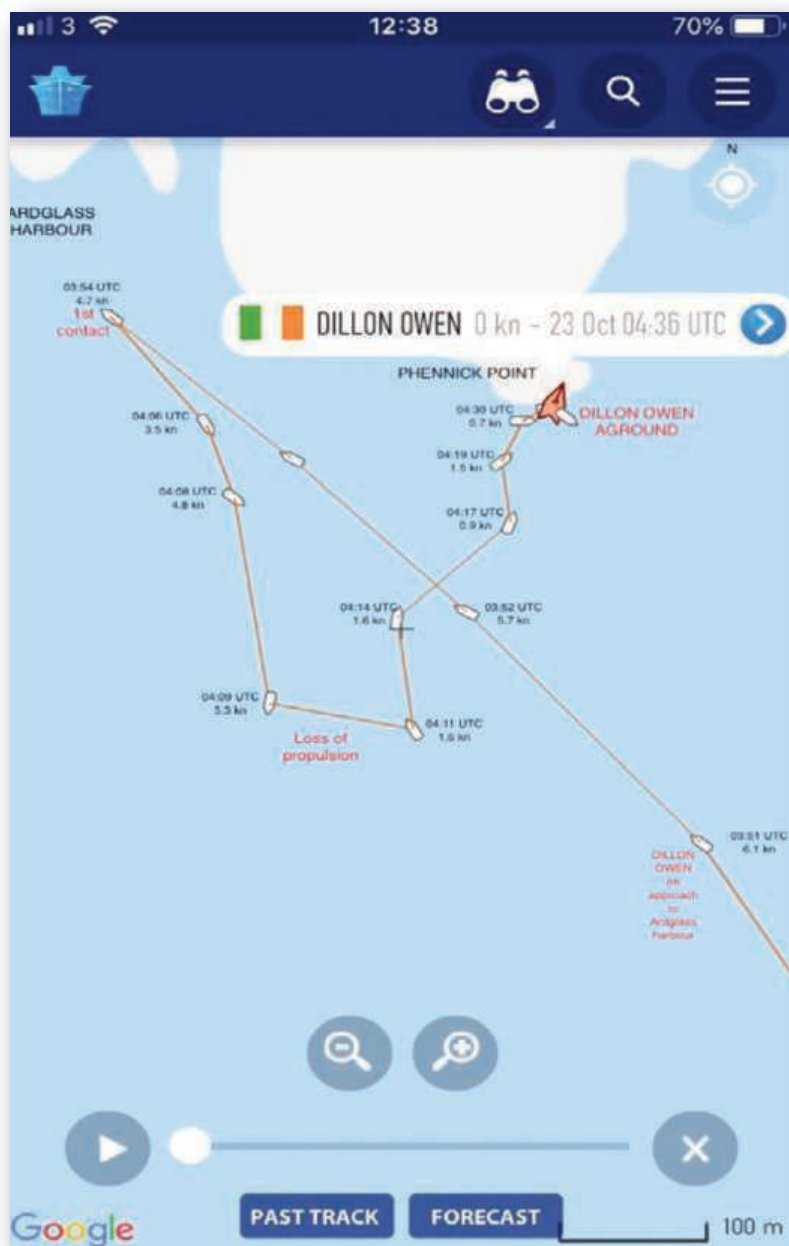 3 12:38 70%
N
ARDGLASS
HARBOUR
03:54 UTC
4.7 kn
1st
contact
DILLON OWEN 0 kn - 23 Oct 04:36 UTC
PHENNICK POINT
04:30 UTC
0.7 kn
DILLON OWEN
AGROUND
04:06 UTC
3.5 kn
04:19 UTC
1.5 kn
04:08 UTC
4.8 kn
04:17 UTC
0.9 kn
04:14 UTC
1.6 kn
03:52 UTC
5.7 kn
04:09 UTC
5.5 kn
04:11 UTC
1.6 kn
Loss of
propulsion
03:51 UTC
6.1 kn
DILLON
OWEN
on
approach
to
Ardglass
harbour
PAST TRACK
FORECAST
Google
100 m